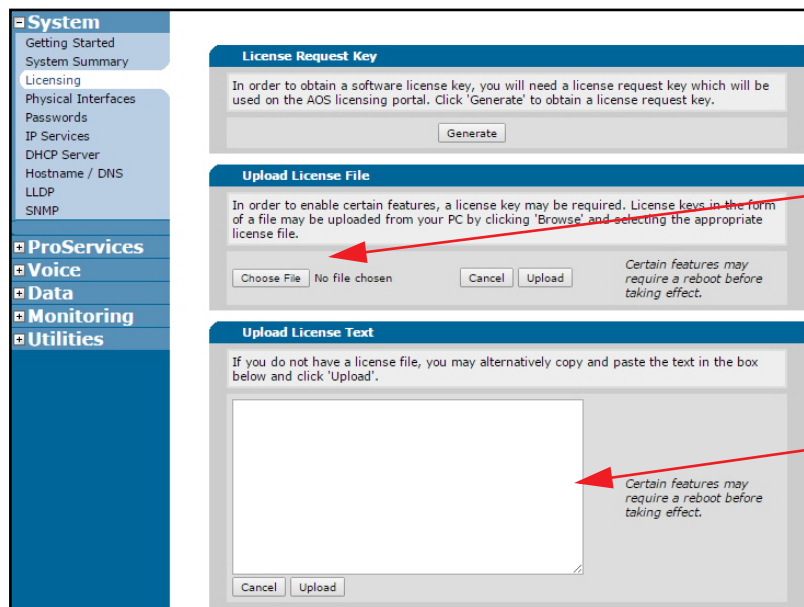 System
Getting Started
System Summary
Licensing
Physical Interfaces
Passwords
IP Services
DHCP Server
Hostname / DNS
LLDP
SNMP
ProServices
Voice
Data
Monitoring
Utilities
License Request Key
In order to obtain a software license key, you will need a license request key which will be
used on the AOS licensing portal. Click 'Generate' to obtain a license request key.
Generate
Upload License File
In order to enable certain features, a license key may be required. License keys in the form
of a file may be uploaded from your PC by clicking 'Browse' and selecting the appropriate
license file.
Choose File No file chosen Cancel Upload
Certain features may
require a reboot before
taking effect.
Upload License Text
If you do not have a license file, you may alternatively copy and paste the text in the box
below and click 'Upload'.
Certain features may
require a reboot before
taking effect.
Cancel Upload